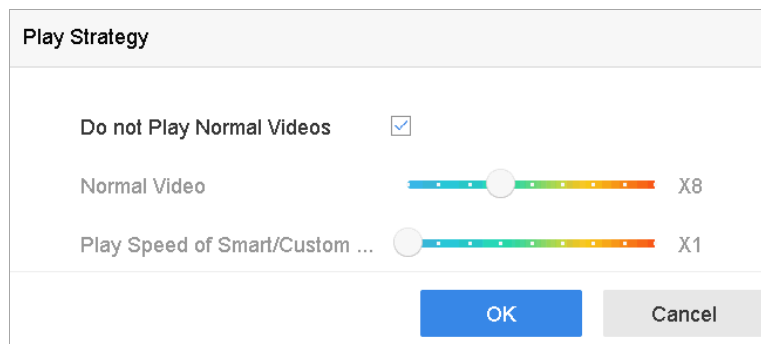 Play Strategy
Do not Play Normal Videos
Normal Video X8
Play Speed of Smart/Custom ... X1
OK Cancel